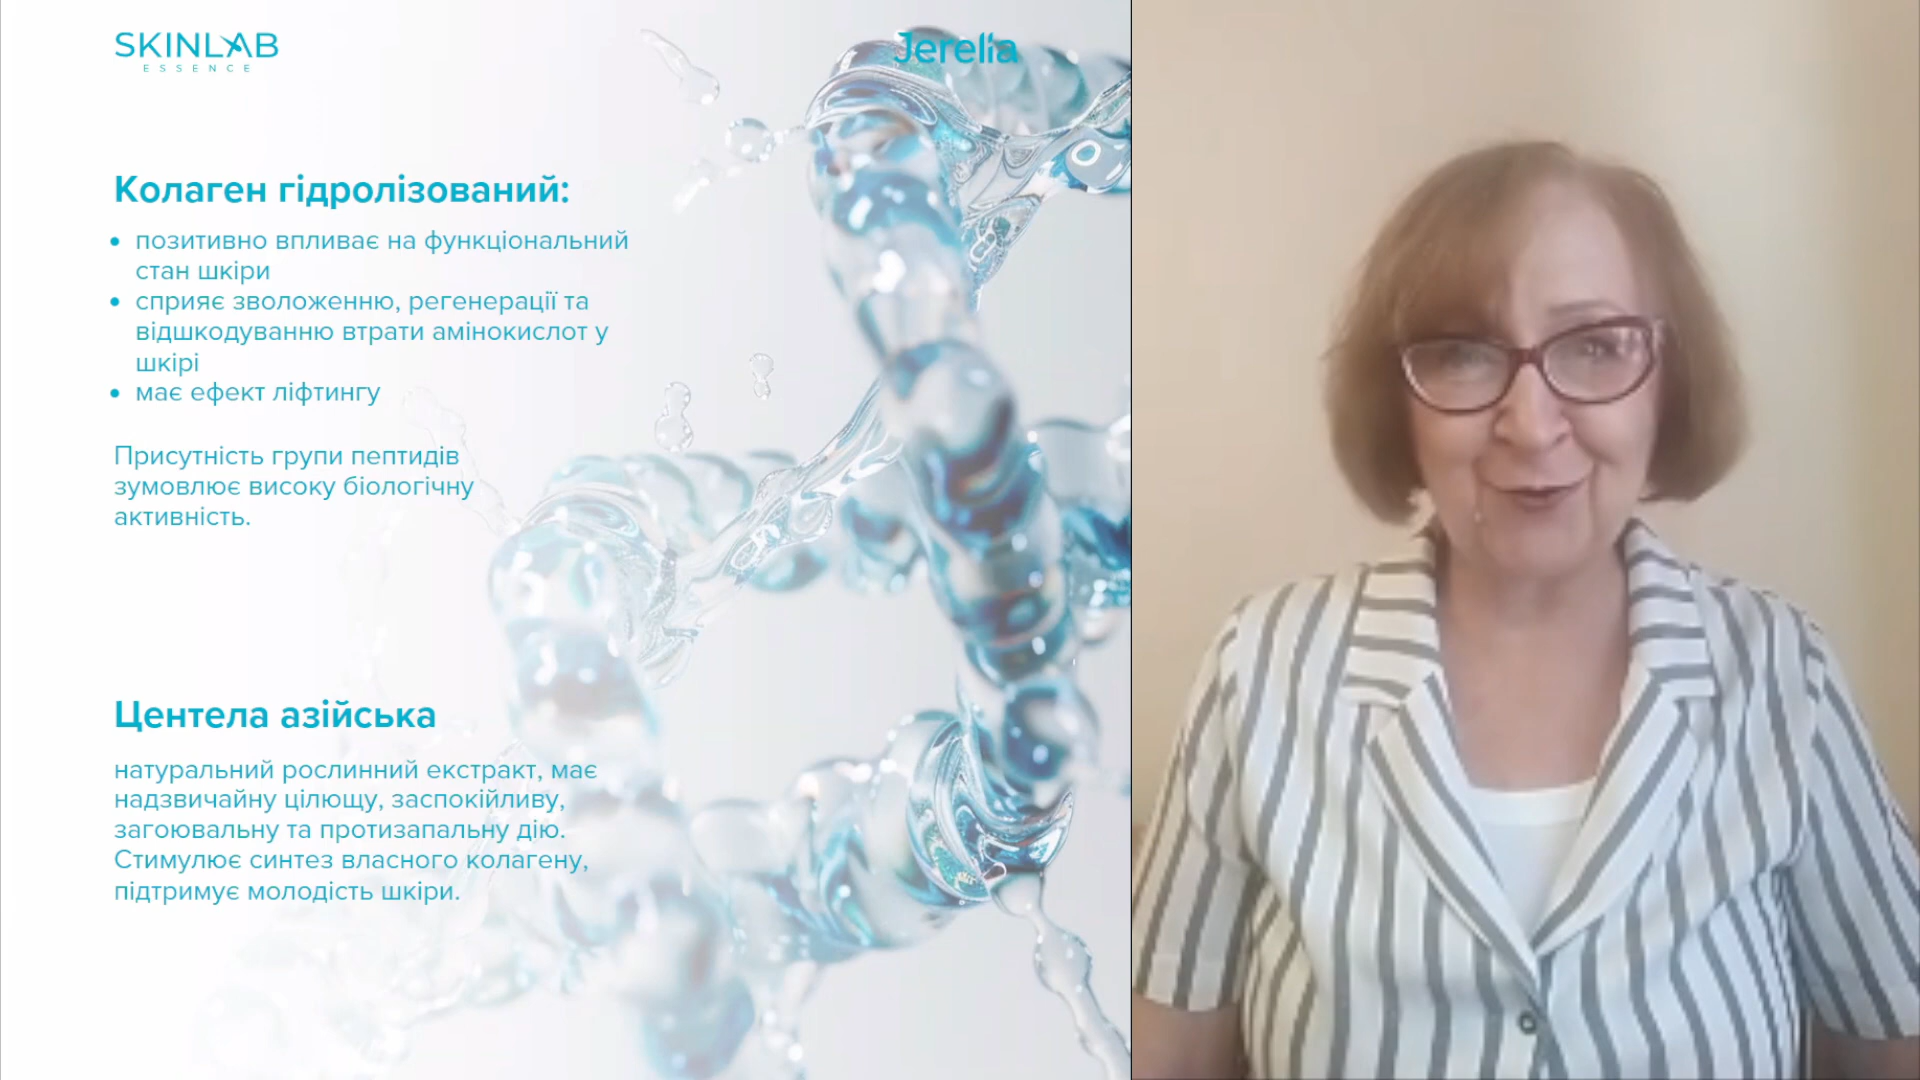 SKINLAB
ESSENCE
Jerelia
Колаген гідролізований:
• позитивно впливає на функціональний
стан шкіри
• сприяє зволоженню, регенерації та
відшкодуванню втрати амінокислот у
шкірі
• має ефект ліфтингу
Присутність групи пептидів
зумовлює високу біологічну
активність.
Центела азійська
натуральний рослинний екстракт, має
надзвичайну цілющу, заспокійливу,
загоювальну та протизапальну дію.
Стимулює синтез власного колагену,
підтримує молодість шкіри.